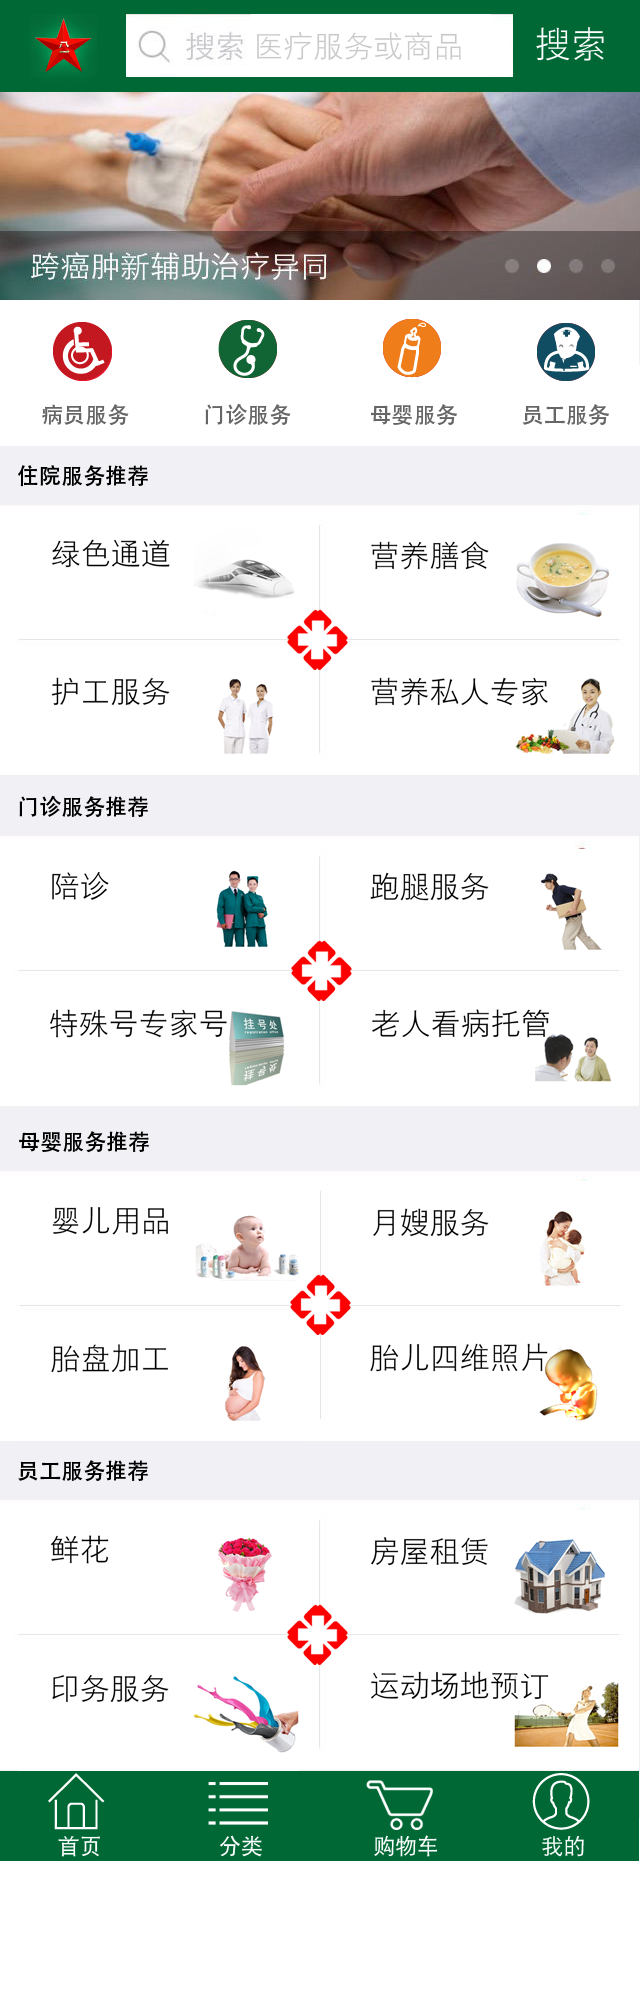 搜索 医疗服务或商品
搜索
跨癌肿新辅助治疗异同
病员服务
门诊服务
母婴服务
员工服务
住院服务推荐
绿色通道
营养膳食
护工服务
营养私人专家
门诊服务推荐
陪诊
跑腿服务
特殊号专家号
挂号处
老人看病托管
母婴服务推荐
婴儿用品
月嫂服务
胎盘加工
胎儿四维照片
员工服务推荐
鲜花
房屋租赁
印务服务
运动场地预订
首页
分类
购物车
我的